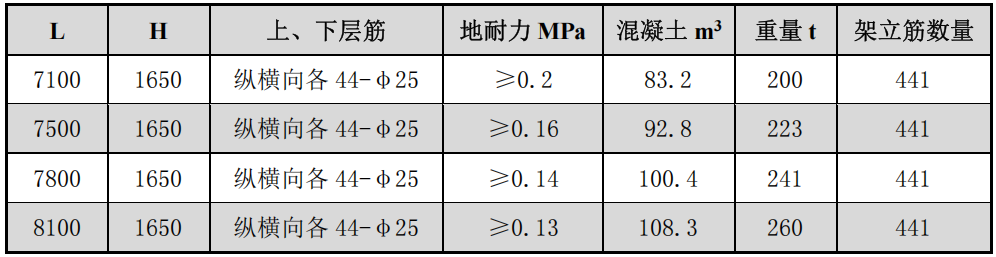 L H 上、下层筋 地耐力 MPa 混凝土 m³ 重量 t 架立筋数量
7100 1650 纵横向各 44-φ25 ≥0.2 83.2 200 441
7500 1650 纵横向各 44-φ25 ≥0.16 92.8 223 441
7800 1650 纵横向各 44-φ25 ≥0.14 100.4 241 441
8100 1650 纵横向各 44-φ25 ≥0.13 108.3 260 441